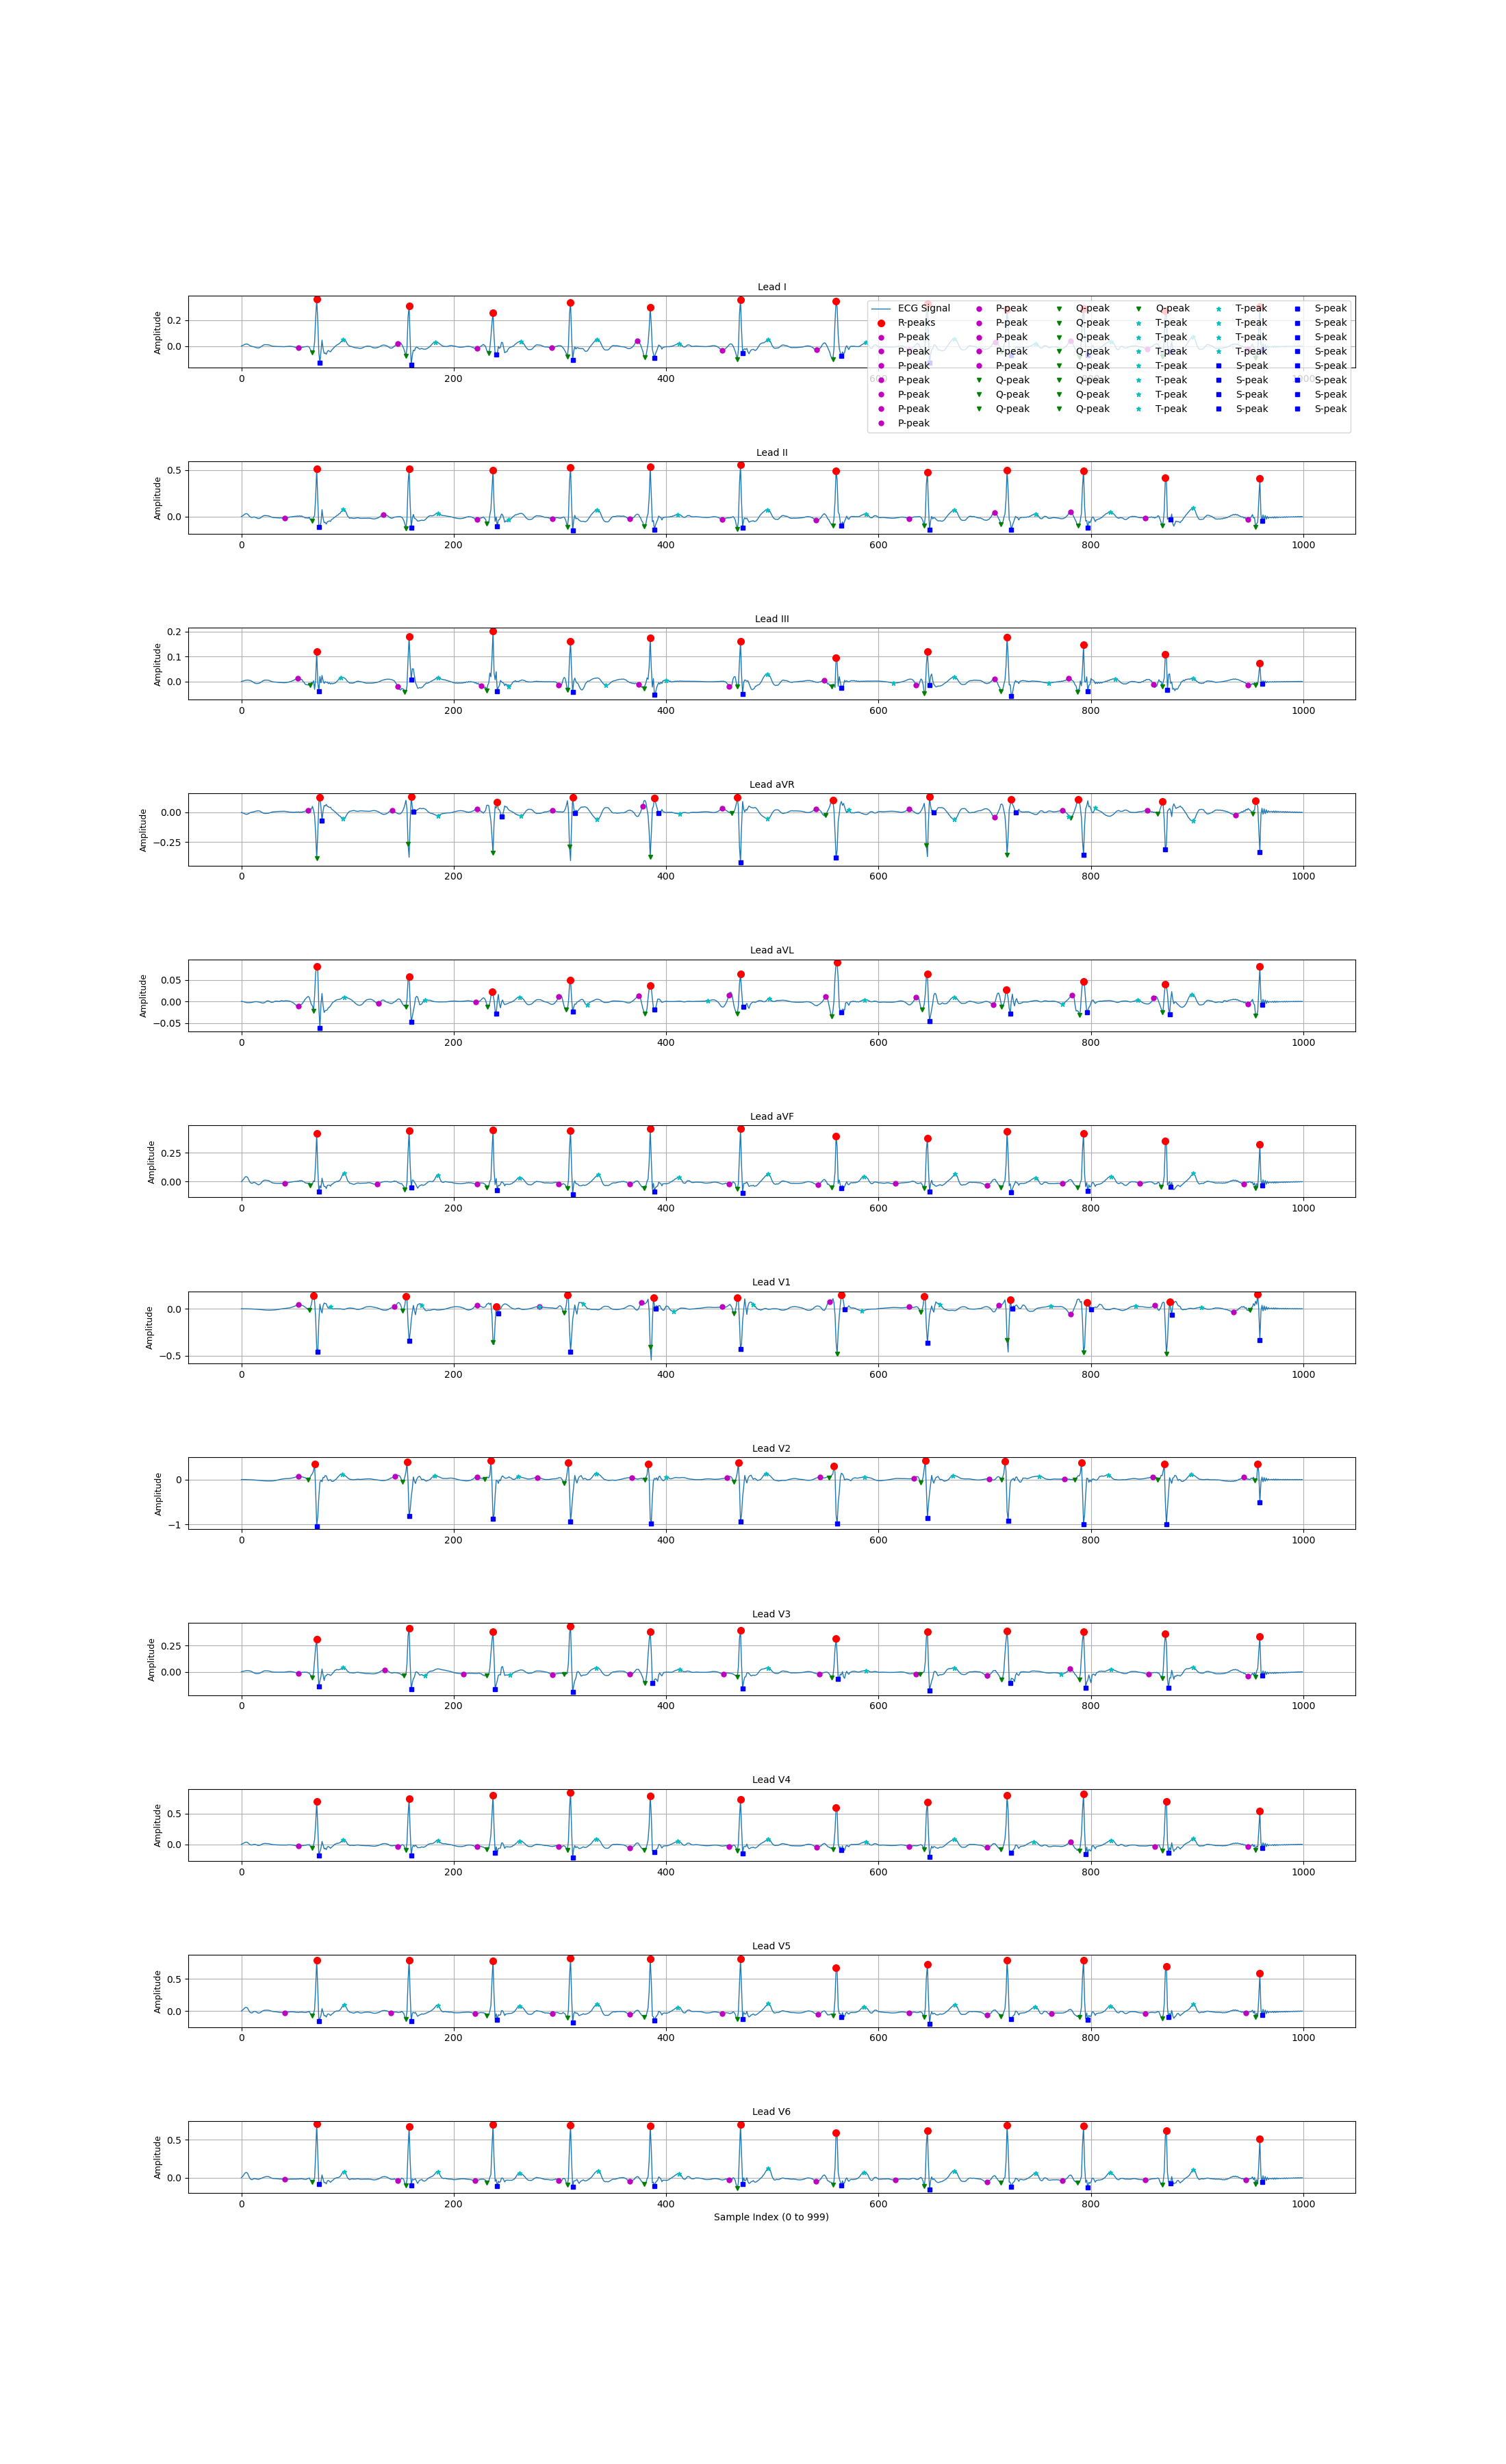 Lead I
Amplitude
0.2
0.0
ECG Signal P-peak Q-peak Q-peak T-peak S-peak
R-peaks P-peak Q-peak T-peak T-peak S-peak
P-peak P-peak Q-peak T-peak T-peak S-peak
P-peak P-peak Q-peak T-peak T-peak S-peak
P-peak P-peak Q-peak T-peak S-peak S-peak
P-peak Q-peak Q-peak T-peak S-peak S-peak
P-peak Q-peak Q-peak T-peak S-peak S-peak
P-peak Q-peak Q-peak T-peak S-peak S-peak
P-peak
0 200 400 600 800 1000
Lead II
Amplitude
0.5
0.0
0 200 400 600 800 1000
Lead III
Amplitude
0.2
0.1
0.0
0 200 400 600 800 1000
Lead aVR
Amplitude
0.00
−0.25
0 200 400 600 800 1000
Lead aVL
Amplitude
0.05
0.00
−0.05
0 200 400 600 800 1000
Lead aVF
Amplitude
0.25
0.00
0 200 400 600 800 1000
Lead V1
Amplitude
0.0
−0.5
0 200 400 600 800 1000
Lead V2
Amplitude
0
−1
0 200 400 600 800 1000
Lead V3
Amplitude
0.25
0.00
0 200 400 600 800 1000
Lead V4
Amplitude
0.5
0.0
0 200 400 600 800 1000
Lead V5
Amplitude
0.5
0.0
0 200 400 600 800 1000
Lead V6
Amplitude
0.5
0.0
0 200 400 600 800 1000
Sample Index (0 to 999)